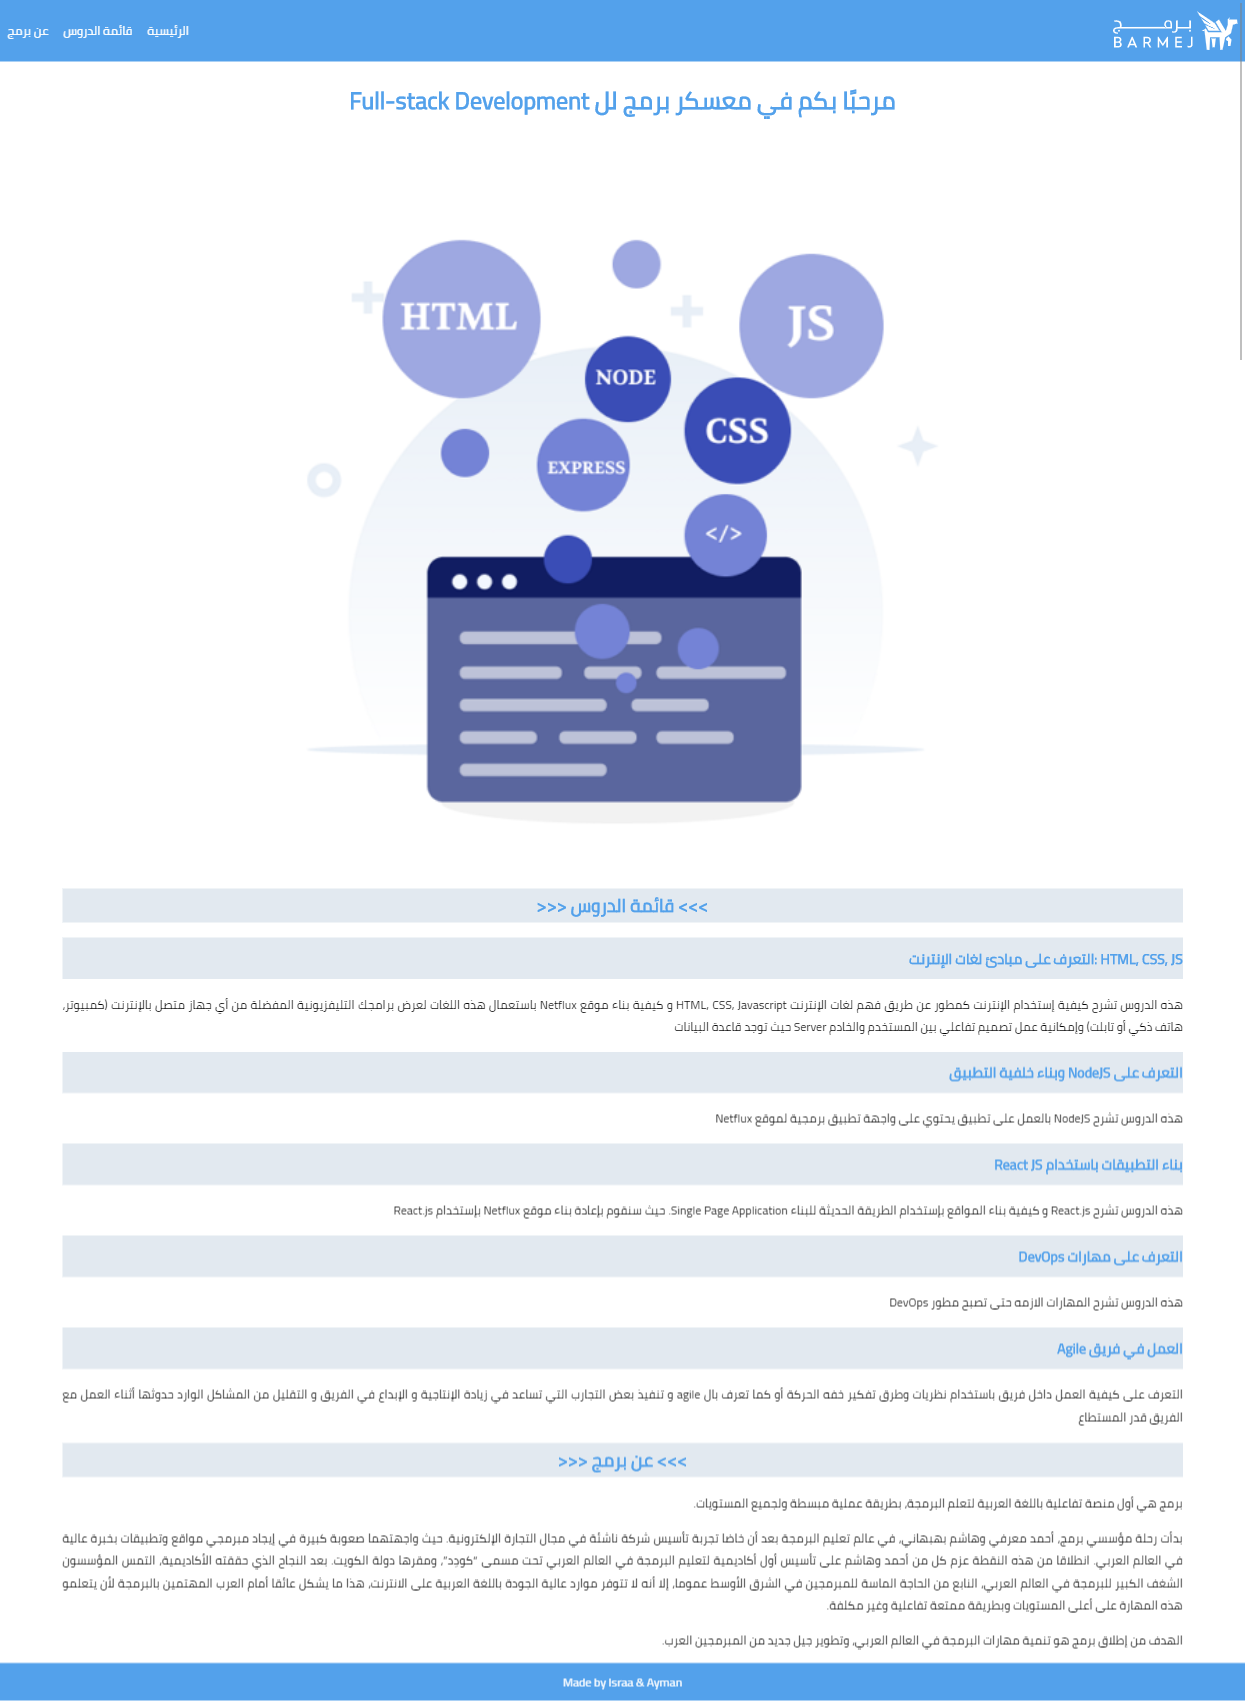 برمج
BARMEJ
الرئيسية قائمة الدروس عن برمج
مرحبًا بكم في معسكر برمج لل Full-stack Development
HTML
JS
NODE
CSS
EXPRESS
</>
>>> قائمة الدروس <<<
HTML, CSS, JS :التعرف على مبادئ لغات الإنترنت
هذه الدروس تشرح كيفية إستخدام الإنترنت كمطور عن طريق فهم لغات الإنترنت HTML, CSS, Javascript و كيفية بناء موقع Netflux باستعمال هذه اللغات لعرض برامجك التليفزيونية المفضلة من أي جهاز متصل بالإنترنت (كمبيوتر,
هاتف ذكي أو تابلت) وإمكانية عمل تصميم تفاعلي بين المستخدم والخادم Server حيث توجد قاعدة البيانات
التعرف على NodeJS وبناء خلفية التطبيق
هذه الدروس تشرح NodeJS بالعمل على تطبيق يحتوي على واجهة تطبيق برمجية لموقع Netflux
بناء التطبيقات باستخدام React JS
هذه الدروس تشرح React.js و كيفية بناء المواقع بإستخدام الطريقة الحديثة للبناء Single Page Application. حيث سنقوم بإعادة بناء موقع Netflux بإستخدام React.js
التعرف على مهارات DevOps
هذه الدروس تشرح المهارات الازمه حتى تصبح مطور DevOps
العمل في فريق Agile
التعرف على كيفية العمل داخل فريق باستخدام نظريات وطرق تفكير خفه الحركة أو كما تعرف بال agile و تنفيذ بعض التجارب التي تساعد في زيادة الإنتاجية و الإبداع في الفريق و التقليل من المشاكل الوارد حدوثها أثناء العمل مع
الفريق قدر المستطاع
>>> عن برمج <<<
برمج هي أول منصة تفاعلية باللغة العربية لتعلم البرمجة, بطريقة عملية مبسطة ولجميع المستويات.
بدأت رحلة مؤسسي برمج, أحمد معرفي وهاشم بهبهاني, في عالم تعليم البرمجة بعد أن خاضا تجربة تأسيس شركة ناشئة في مجال التجارة الإلكترونية. حيث واجهتهما صعوبة كبيرة في إيجاد مبرمجي مواقع وتطبيقات بخبرة عالية
في العالم العربي. انطلاقا من هذه النقطة عزم كل من أحمد وهاشم على تأسيس أول أكاديمية لتعليم البرمجة في العالم العربي تحت مسمى "كودِد", ومقرها دولة الكويت. بعد النجاح الذي حققته الأكاديمية, التمس المؤسسون
الشغف الكبير للبرمجة في العالم العربي, النابع من الحاجة الماسة للمبرمجين في الشرق الأوسط عموما, إلا أنه لا تتوفر موارد عالية الجودة باللغة العربية على الانترنت, هذا ما يشكل عائقا أمام العرب المهتمين بالبرمجة لأن يتعلمو
هذه المهارة على أعلى المستويات وبطريقة ممتعة تفاعلية وغير مكلفة.
الهدف من إطلاق برمج هو تنمية مهارات البرمجة في العالم العربي, وتطوير جيل جديد من المبرمجين العرب.
Made by Israa & Ayman